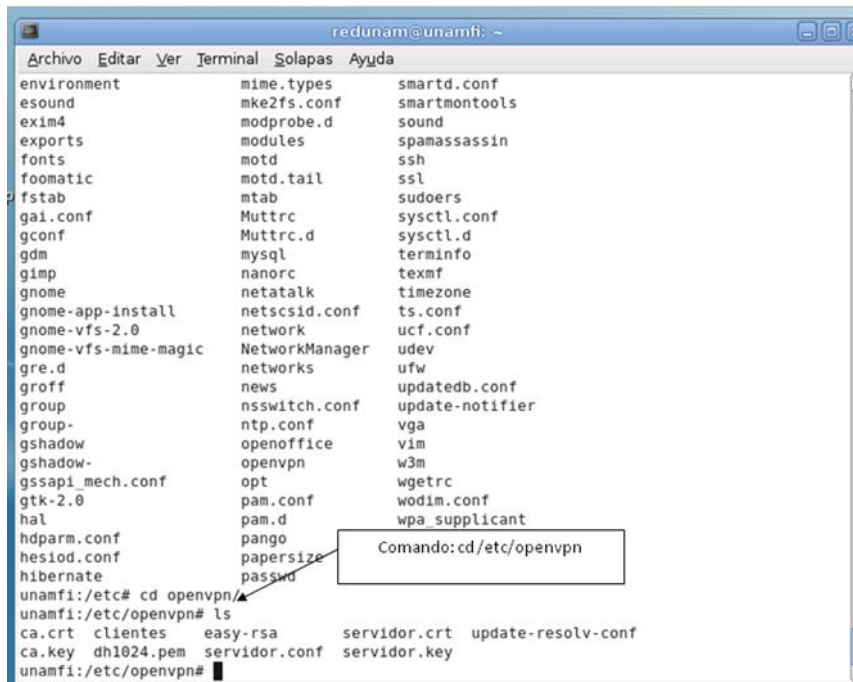 redunam@unamfi: ~
Archivo Editar Ver Terminal Solapas Ayuda
environment mime.types smartd.conf
esound mke2fs.conf smartmontools
exim4 modprobe.d sound
exports modules spamassassin
fonts motd ssh
foomatic motd.tail ssl
fstab mtab sudoers
gai.conf Muttrc sysctl.conf
gconf Muttrc.d sysctl.d
gdm mysql terminfo
gimp nanorc texmf
gnome netatalk timezone
gnome-app-install netscsid.conf ts.conf
gnome-vfs-2.0 network ucf.conf
gnome-vfs-mime-magic NetworkManager udev
gre.d networks ufw
groff news updatedb.conf
group nsswitch.conf update-notifier
group- ntp.conf vga
gshadow openoffice vim
gshadow- openvpn w3m
gssapi_mech.conf opt wgetrc
gtk-2.0 pam.conf wodim.conf
hal pam.d wpa_supplicant
hdparm.conf pango
hesiod.conf papersize
hibernate passwd
Comando: cd /etc/openvpn
unamfi:/etc# cd openvpn/
unamfi:/etc/openvpn# ls
ca.crt clientes easy-rsa servidor.crt update-resolv-conf
ca.key dh1024.pem servidor.conf servidor.key
unamfi:/etc/openvpn#